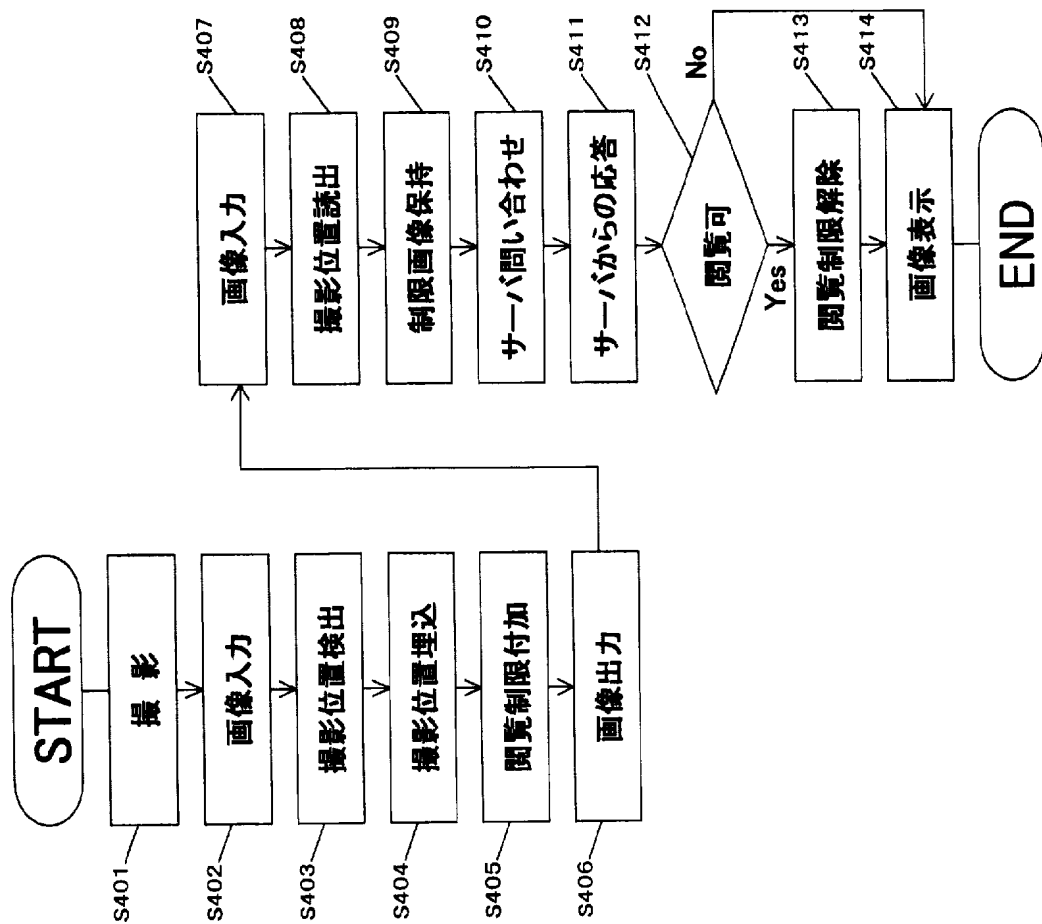 START
S401
撮 影
S402
画像入力
S403
撮影位置検出
S404
撮影位置埋込
S405
閲覧制限付加
S406
画像出力
S407
画像入力
S408
撮影位置読出
S409
制限画像保持
S410
サーバ問い合わせ
S411
サーバからの応答
S412
閲覧可
No
Yes
S413
閲覧制限解除
S414
画像表示
END